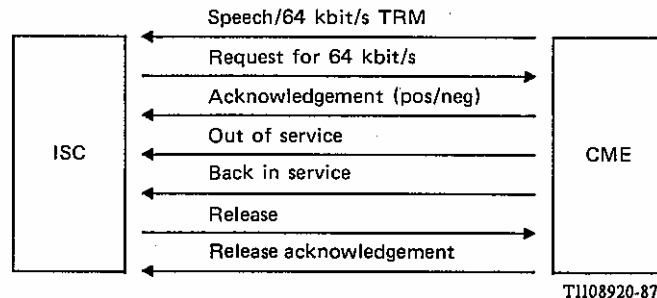 Speech/64 kbit/s TRM
Request for 64 kbit/s
Acknowledgement (pos/neg)
Out of service
ISC
CME
Back in service
Release
Release acknowledgement
T1108920-87